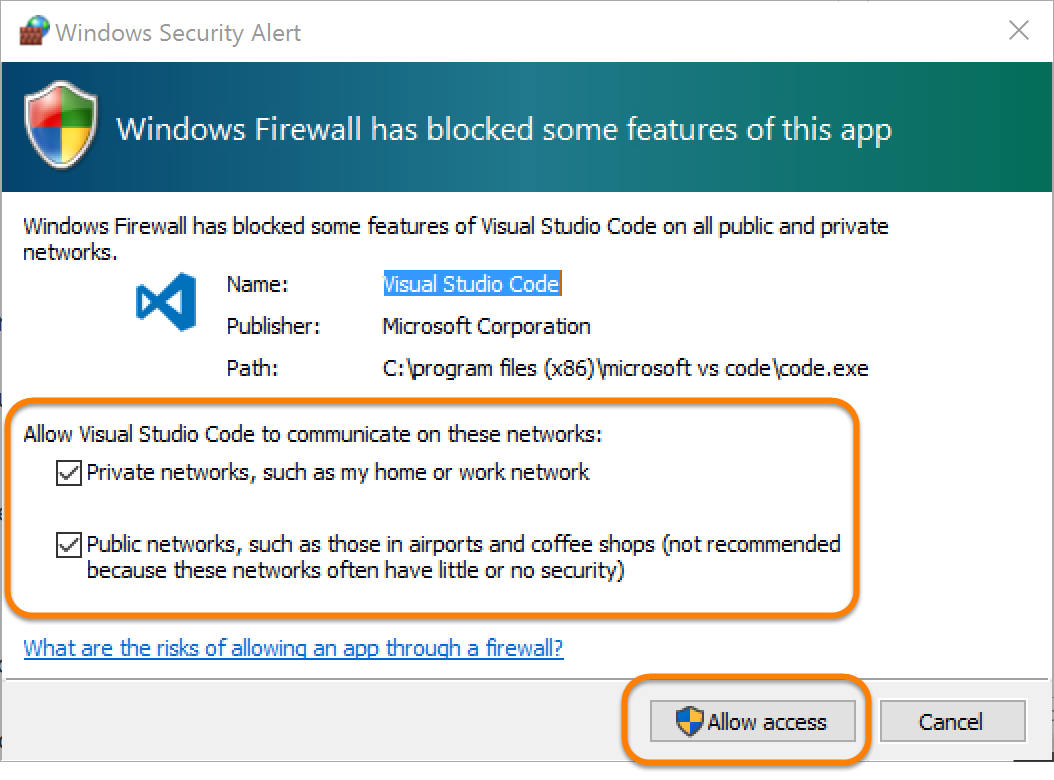 Windows Security Alert
Windows Firewall has blocked some features of this app
Windows Firewall has blocked some features of Visual Studio Code on all public and private
networks.
Name: Visual Studio Code
Publisher: Microsoft Corporation
Path: C:\program files (x86)\microsoft vs code\code.exe
Allow Visual Studio Code to communicate on these networks:
Private networks, such as my home or work network
Public networks, such as those in airports and coffee shops (not recommended
because these networks often have little or no security)
What are the risks of allowing an app through a firewall?
Allow access Cancel